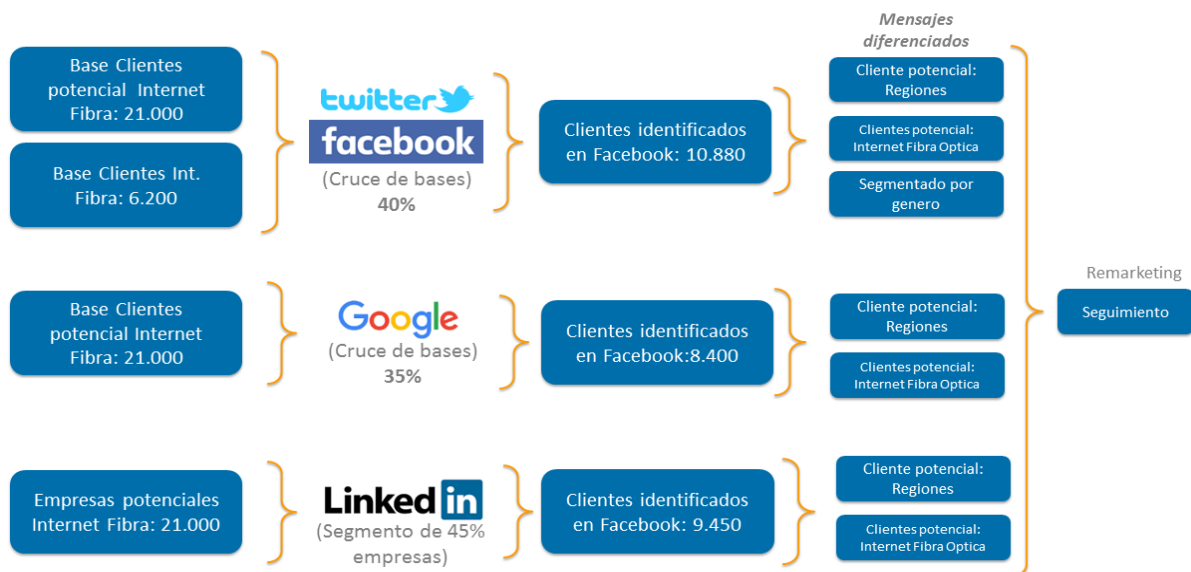 Mensajes
diferenciados
Base Clientes
potencial Internet
Fibra: 21.000
Base Clientes Int.
Fibra: 6.200
twitter
facebook
(Cruce de bases)
40%
Clientes identificados
en Facebook: 10.880
Cliente potencial:
Regiones
Clientes potencial:
Internet Fibra Optica
Segmentado por
genero
Base Clientes
potencial Internet
Fibra: 21.000
Google
(Cruce de bases)
35%
Clientes identificados
en Facebook:8.400
Cliente potencial:
Regiones
Clientes potencial:
Internet Fibra Optica
Empresas potenciales
Internet Fibra: 21.000
Linked in
(Segmento de 45%
empresas)
Clientes identificados
en Facebook: 9.450
Cliente potencial:
Regiones
Clientes potencial:
Internet Fibra Optica
Remarketing
Seguimiento